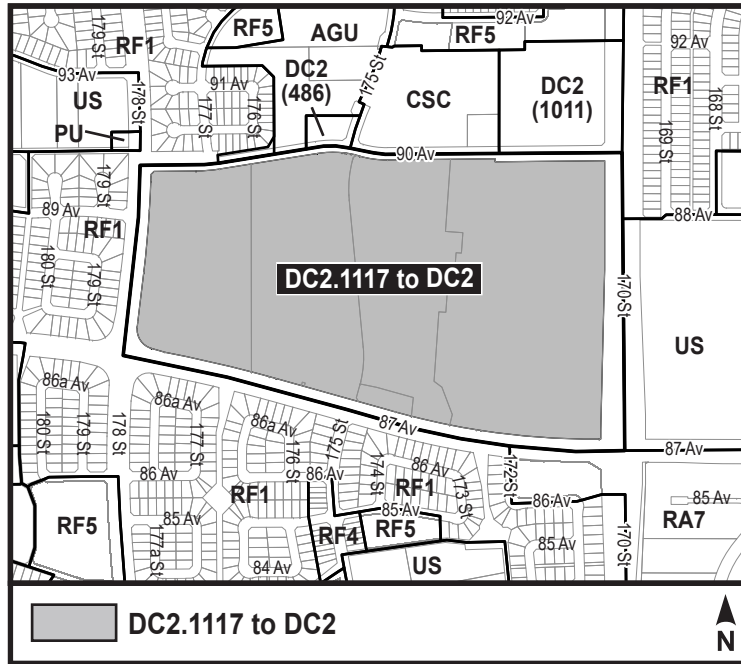 179 St
RF1
RF5
AGU
92 Av
RF5
92 Av
93 Av
US
178 St
91 Av
177 St
176 St
DC2
(486)
175 St
CSC
DC2
(1011)
RF1
169 St
168 St
PU
90 Av
179 St
89 Av
RF1
180 St
179 St
88 Av
DC2.1117 to DC2
170 St
US
86a Av
180 St
179 St
178 St
86a Av
177 St
86a Av
176 St
175 St
87 Av
87 Av
86 Av
RF1
86 Av
174 St
86 Av
RF1
173 St
172 St
86 Av
85 Av
RF5
85 Av
177a St
84 Av
RF4
85 Av
RF5
US
85 Av
170 St
RA7
DC2.1117 to DC2
N